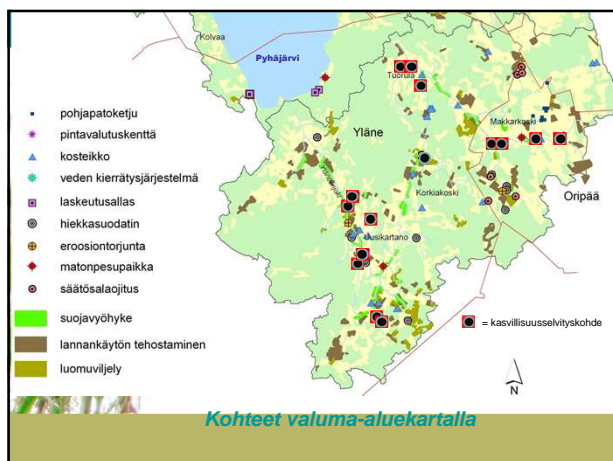 Kolvaa
Pyhäjärvi
Tuorula
Yläne
Makkarkoski
Korkiakoski
Oripää
Uusikartano
pohjapatoketju
pintavalutuskenttä
kosteikko
veden kierrätysjärjestelmä
laskeutusallas
hiekkasuodatin
eroosiontorjunta
matonpesupaikka
säätösalaojitus
suojavyöhyke
lannankäytön tehostaminen
luomuviljely
= kasvillisuusselvityskohde
N
Kohteet valuma-aluekartalla